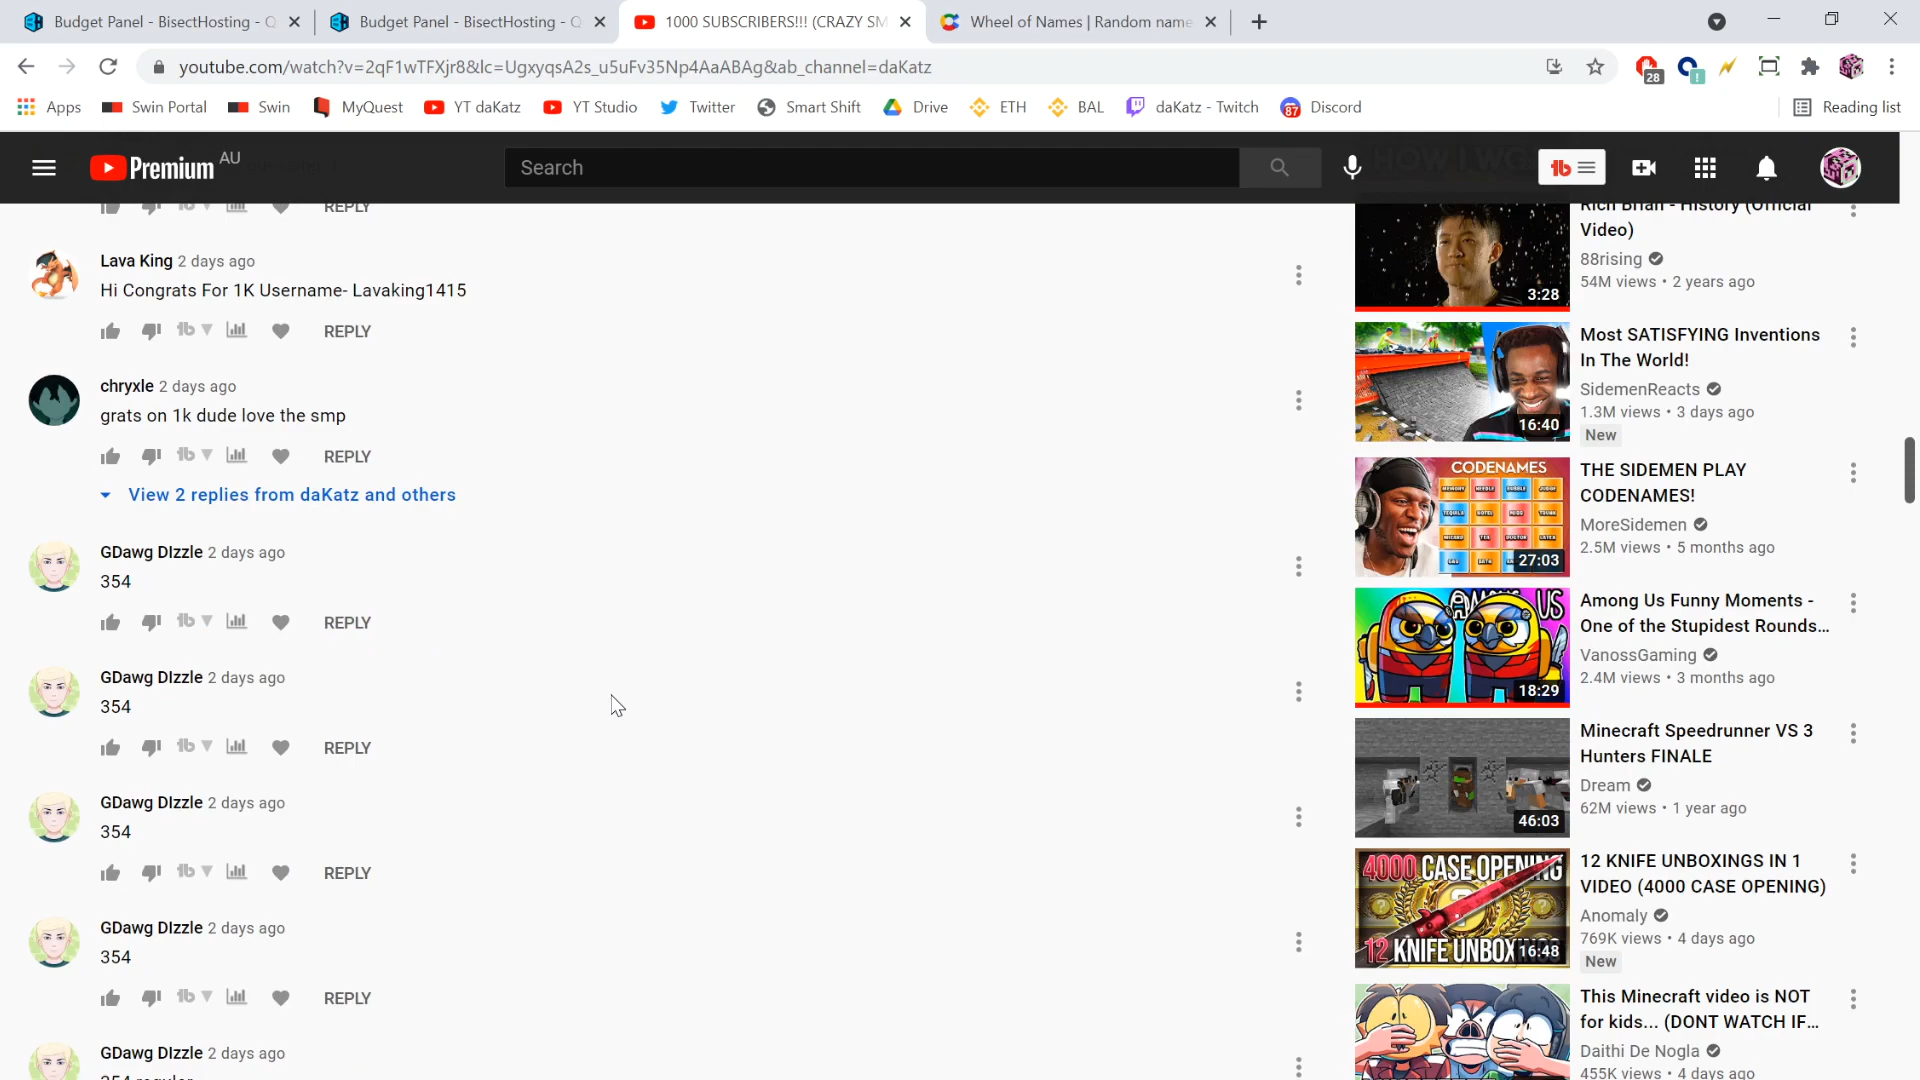 Budget Panel - BisectHosting - 
Budget Panel - BisectHosting - 
1000 SUBSCRIBERS!!! (CRAZY SM
Wheel of Names | Random name
youtube.com/watch?v=2qF1wTFXjr8&lc=UgxyqsA2s_u5uFv35Np4AaABAg&ab_channel=daKatz
28
Apps
Swin Portal
Swin
MyQuest
YT daKatz
YT Studio
Twitter
Smart Shift
Drive
ETH
BAL
daKatz - Twitch
87
Discord
Reading list
Premium AU
Search
REPLY
Lava King 2 days ago
Hi Congrats For 1K Username- Lavaking1415
REPLY
chryxle 2 days ago
grats on 1k dude love the smp
REPLY
View 2 replies from daKatz and others
GDawg DIzzle 2 days ago
354
REPLY
GDawg DIzzle 2 days ago
354
REPLY
GDawg DIzzle 2 days ago
354
REPLY
GDawg DIzzle 2 days ago
354
REPLY
GDawg DIzzle 2 days ago
354 regular
Rich Brian - History (Official
Video)
88rising
54M views • 2 years ago
3:28
Most SATISFYING Inventions
In The World!
SidemenReacts
1.3M views • 3 days ago
New
16:40
THE SIDEMEN PLAY
CODENAMES!
MoreSidemen
2.5M views • 5 months ago
CODENAMES
27:03
Among Us Funny Moments -
One of the Stupidest Rounds...
VanossGaming
2.4M views • 3 months ago
AMONG US
18:29
Minecraft Speedrunner VS 3
Hunters FINALE
Dream
62M views • 1 year ago
46:03
12 KNIFE UNBOXINGS IN 1
VIDEO (4000 CASE OPENING)
Anomaly
769K views • 4 days ago
New
4000 CASE OPENING
12 KNIFE UNBOXINGS
16:48
This Minecraft video is NOT
for kids... (DONT WATCH IF...
Daithi De Nogla
455K views • 4 days ago